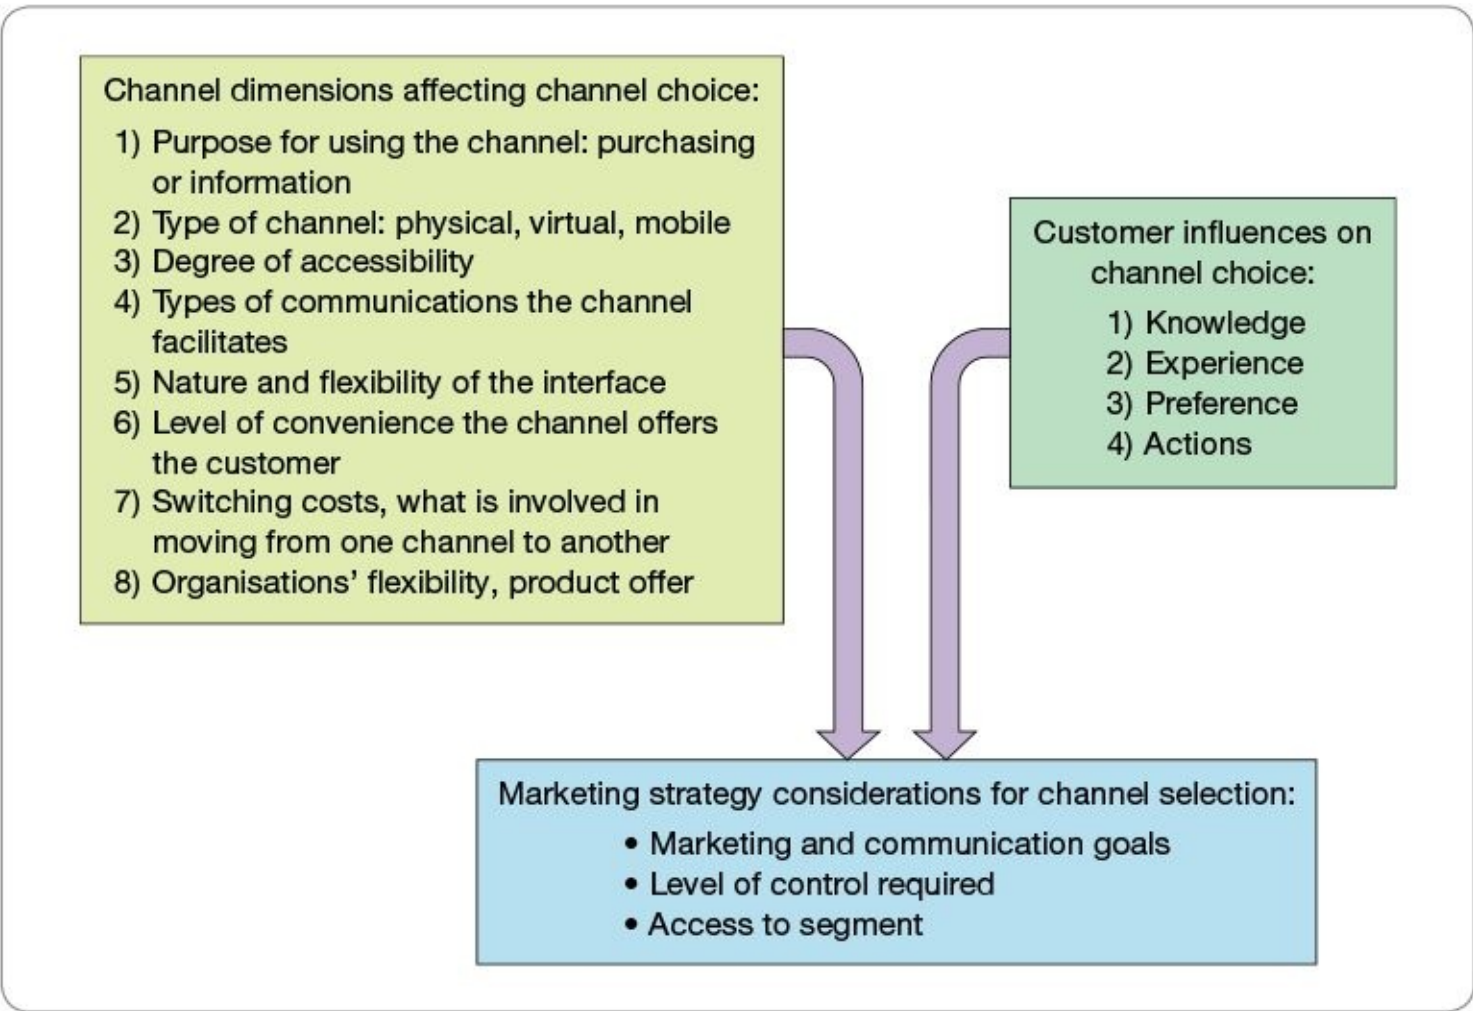 Channel dimensions affecting channel choice:
1) Purpose for using the channel: purchasing
or information
2) Type of channel: physical, virtual, mobile
3) Degree of accessibility
4) Types of communications the channel
facilitates
5) Nature and flexibility of the interface
6) Level of convenience the channel offers
the customer
7) Switching costs, what is involved in
moving from one channel to another
8) Organisations’ flexibility, product offer
Customer influences on
channel choice:
1) Knowledge
2) Experience
3) Preference
4) Actions
Marketing strategy considerations for channel selection:
• Marketing and communication goals
• Level of control required
• Access to segment